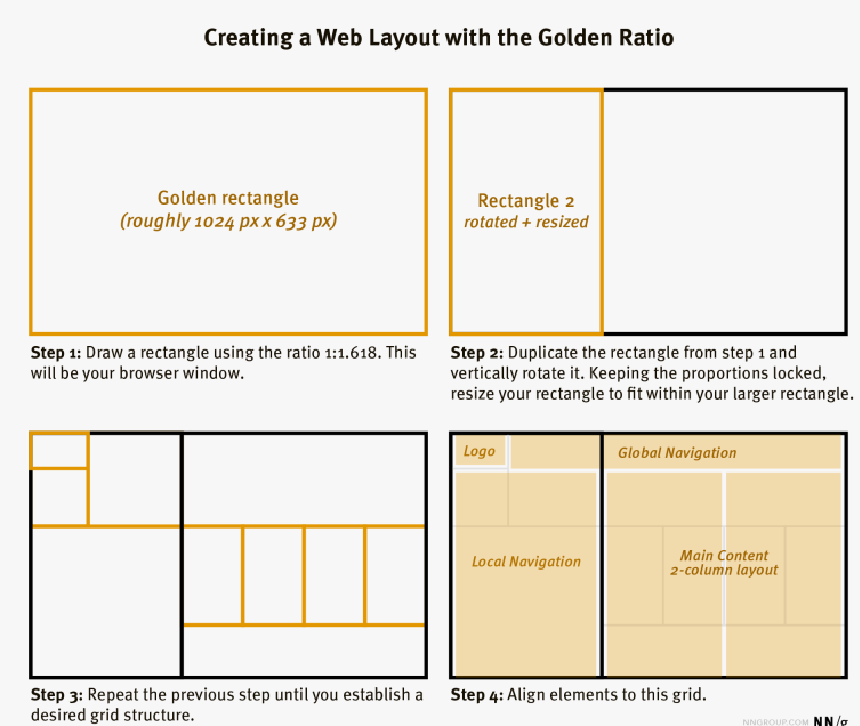 Creating a Web Layout with the Golden Ratio
Golden rectangle
(roughly 1024 px x 633 px)
Rectangle 2
rotated + resized
Step 1: Draw a rectangle using the ratio 1:1.618. This
will be your browser window.
Step 2: Duplicate the rectangle from step 1 and
vertically rotate it. Keeping the proportions locked,
resize your rectangle to fit within your larger rectangle.
Logo
Global Navigation
Local Navigation
Main Content
2-column layout
Step 3: Repeat the previous step until you establish a
desired grid structure.
Step 4: Align elements to this grid.
NNGROUP.COM NN/g